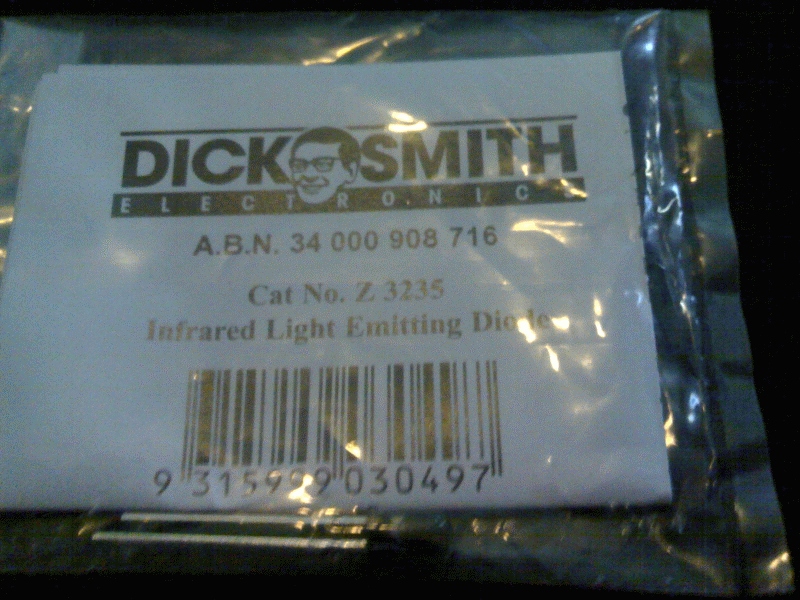 DICK SMITH
ELECTRONICS
A.B.N. 34 000 908 716
Cat No. Z 3235
Infrared Light Emitting Diode
9 315999 030497